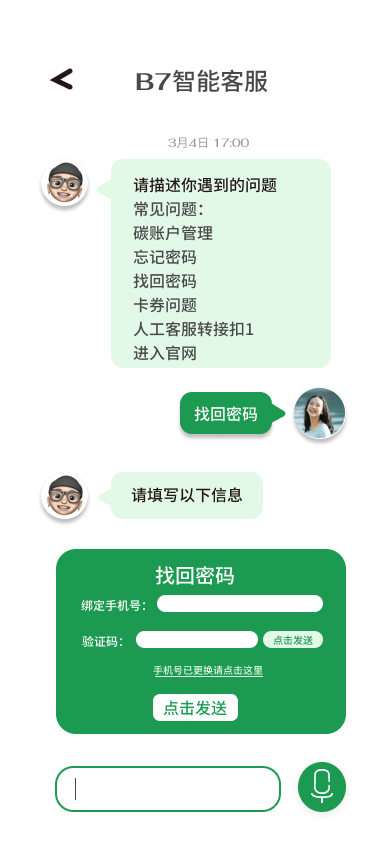 B7智能客服
3月4日 17:00
请描述你遇到的问题
常见问题：
碳账户管理
忘记密码
找回密码
卡券问题
人工客服转接扣1
进入官网
找回密码
请填写以下信息
找回密码
绑定手机号：
验证码：
点击发送
手机号已更换请点击这里
点击发送